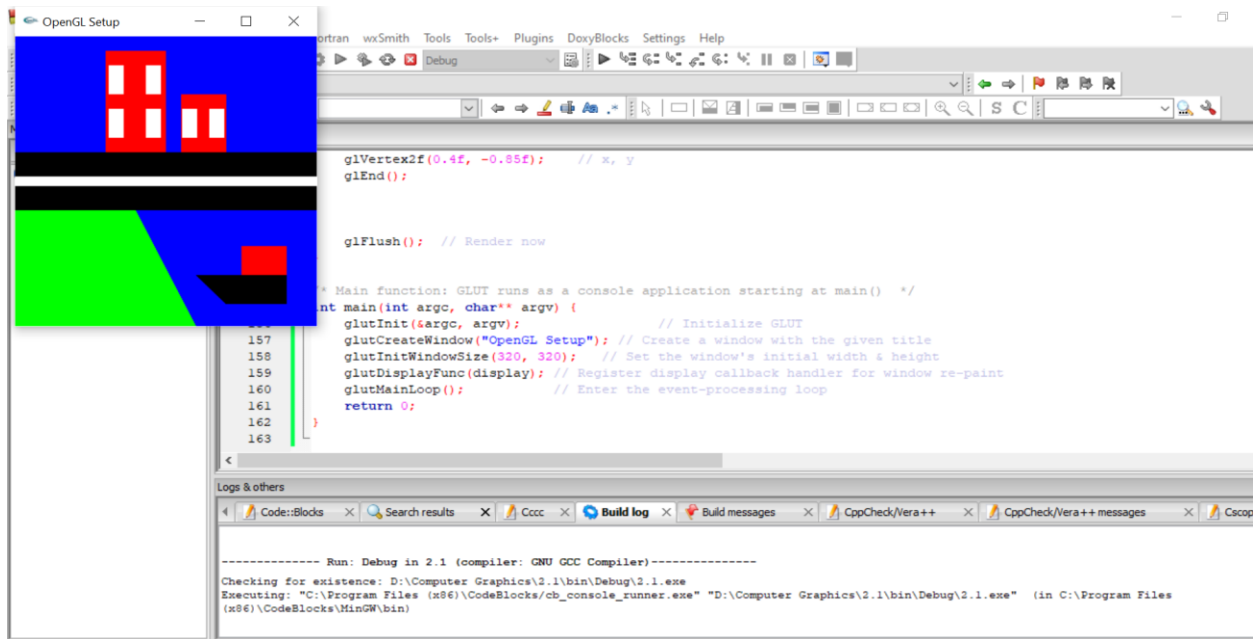 OpenGL Setup
wxSmith Tools Tools+ Plugins DoxyBlocks Settings Help
Debug
S C
glVertex2f(0.4f, -0.85f); // x, y
glEnd();
glFlush(); // Render now
* Main function: GLUT runs as a console application starting at main() */
int main(int argc, char** argv) {
glutInit(&argc, argv); // Initialize GLUT
157 glutCreateWindow("OpenGL Setup"); // Create a window with the given title
158 glutInitWindowSize(320, 320); // Set the window's initial width & height
159 glutDisplayFunc(display); // Register display callback handler for window re-paint
160 glutMainLoop(); // Enter the event-processing loop
161 return 0;
162 }
163
Logs & others
Code::Blocks Search results Cccc Build log Build messages CppCheck/Vera++ CppCheck/Vera++ messages Cscop
-------------- Run: Debug in 2.1 (compiler: GNU GCC Compiler)---------------
Checking for existence: D:\Computer Graphics\2.1\bin\Debug\2.1.exe
Executing: "C:\Program Files (x86)\CodeBlocks/cb_console_runner.exe" "D:\Computer Graphics\2.1\bin\Debug\2.1.exe" (in C:\Program Files
(x86)\CodeBlocks\MinGW\bin)